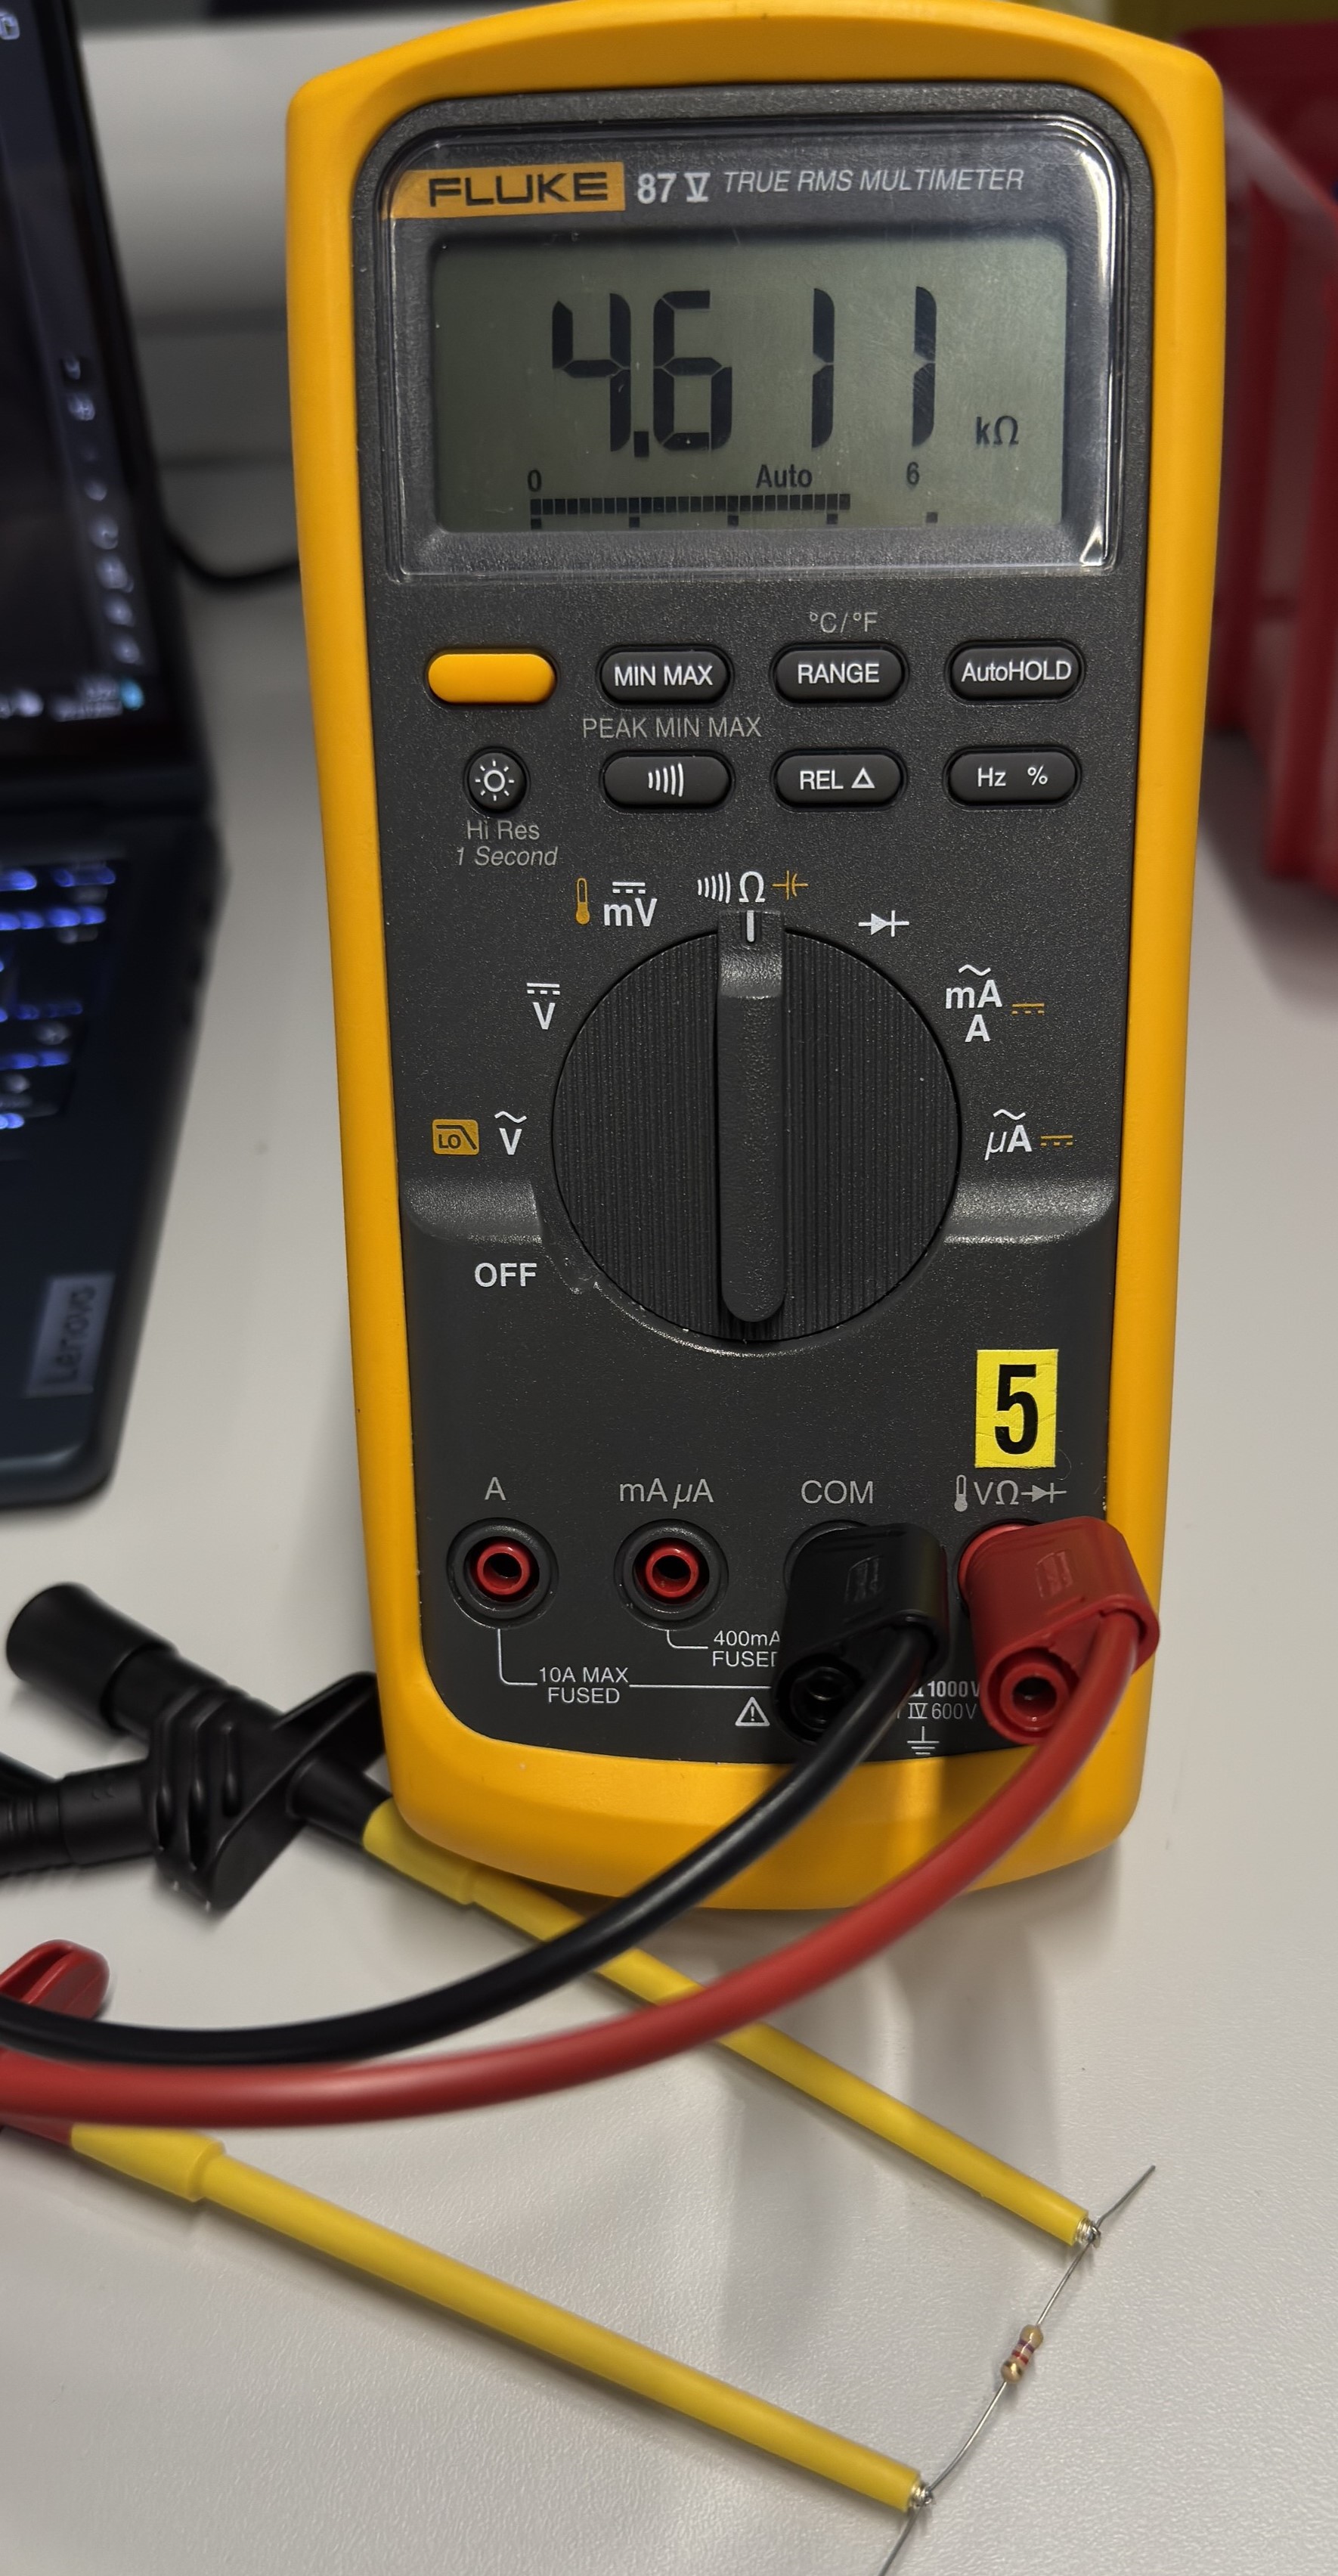 FLUKE 87 V TRUE RMS MULTIMETER
4.611 kΩ
0 Auto 6
°C/°F
MIN MAX RANGE AutoHOLD
PEAK MIN MAX
REL Δ Hz %
Hi Res
1 Second
mV Ω
V mA
A
LO V µA
OFF
5
A mA µA COM VΩ
400mA
FUSED
10A MAX
FUSED
1000V
IV 600V
Lenovo